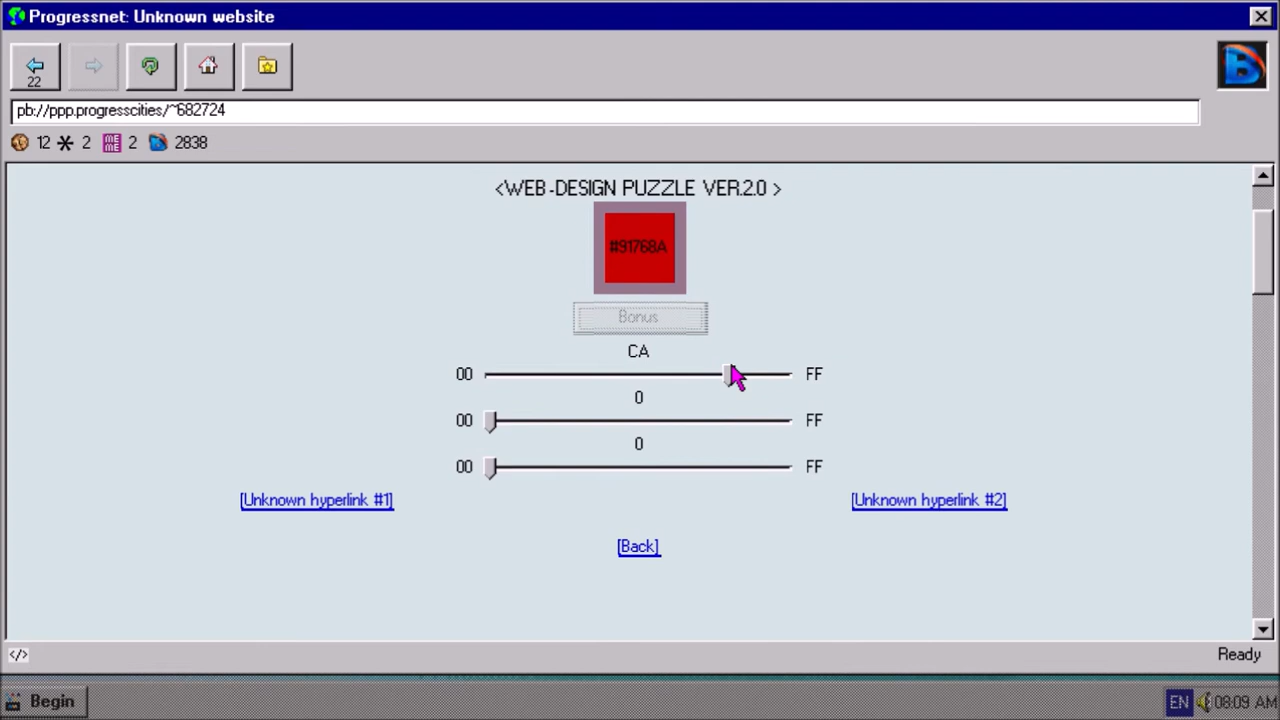 Progressnet: Unknown website
22
pb://ppp.progresscities/~682724
12 2 ME ME 2 2838
<WEB-DESIGN PUZZLE VER.2.0 >
#91768A
Bonus
CA
00 FF
0
00 FF
0
00 FF
[Unknown hyperlink #1] [Unknown hyperlink #2]
[Back]
</> Ready
Begin EN 08:09 AM